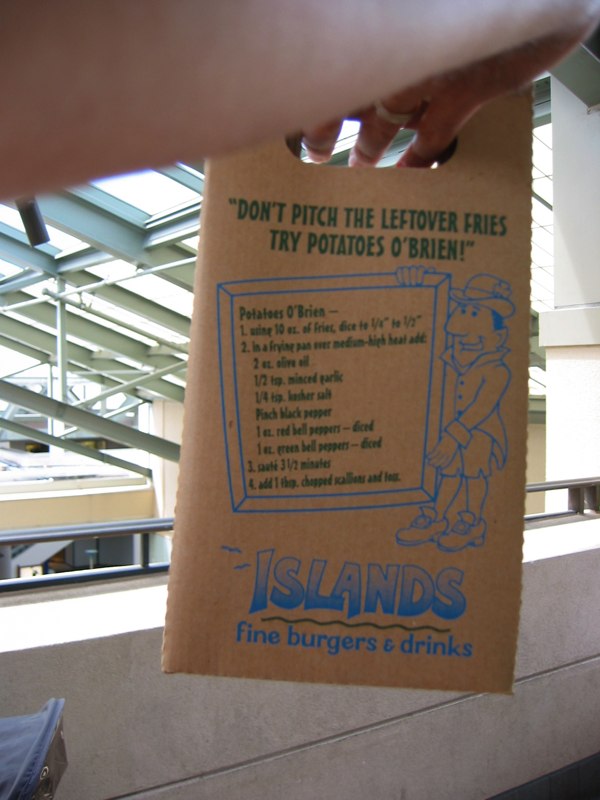 "DON'T PITCH THE LEFTOVER FRIES
TRY POTATOES O'BRIEN!"
Potatoes O'Brien —
1. using 10 oz. of fries, dice to 1/8" to 1/2"
2. In a frying pan over medium-high heat add:
2 oz. olive oil
1/2 tsp. minced garlic
1/4 tsp. kosher salt
Pinch black pepper
1 oz. red bell peppers – diced
1 oz. green bell peppers – diced
3. sauté 3 1/2 minutes
4. add 1 tbsp. chopped scallions and toss.
ISLANDS
fine burgers & drinks